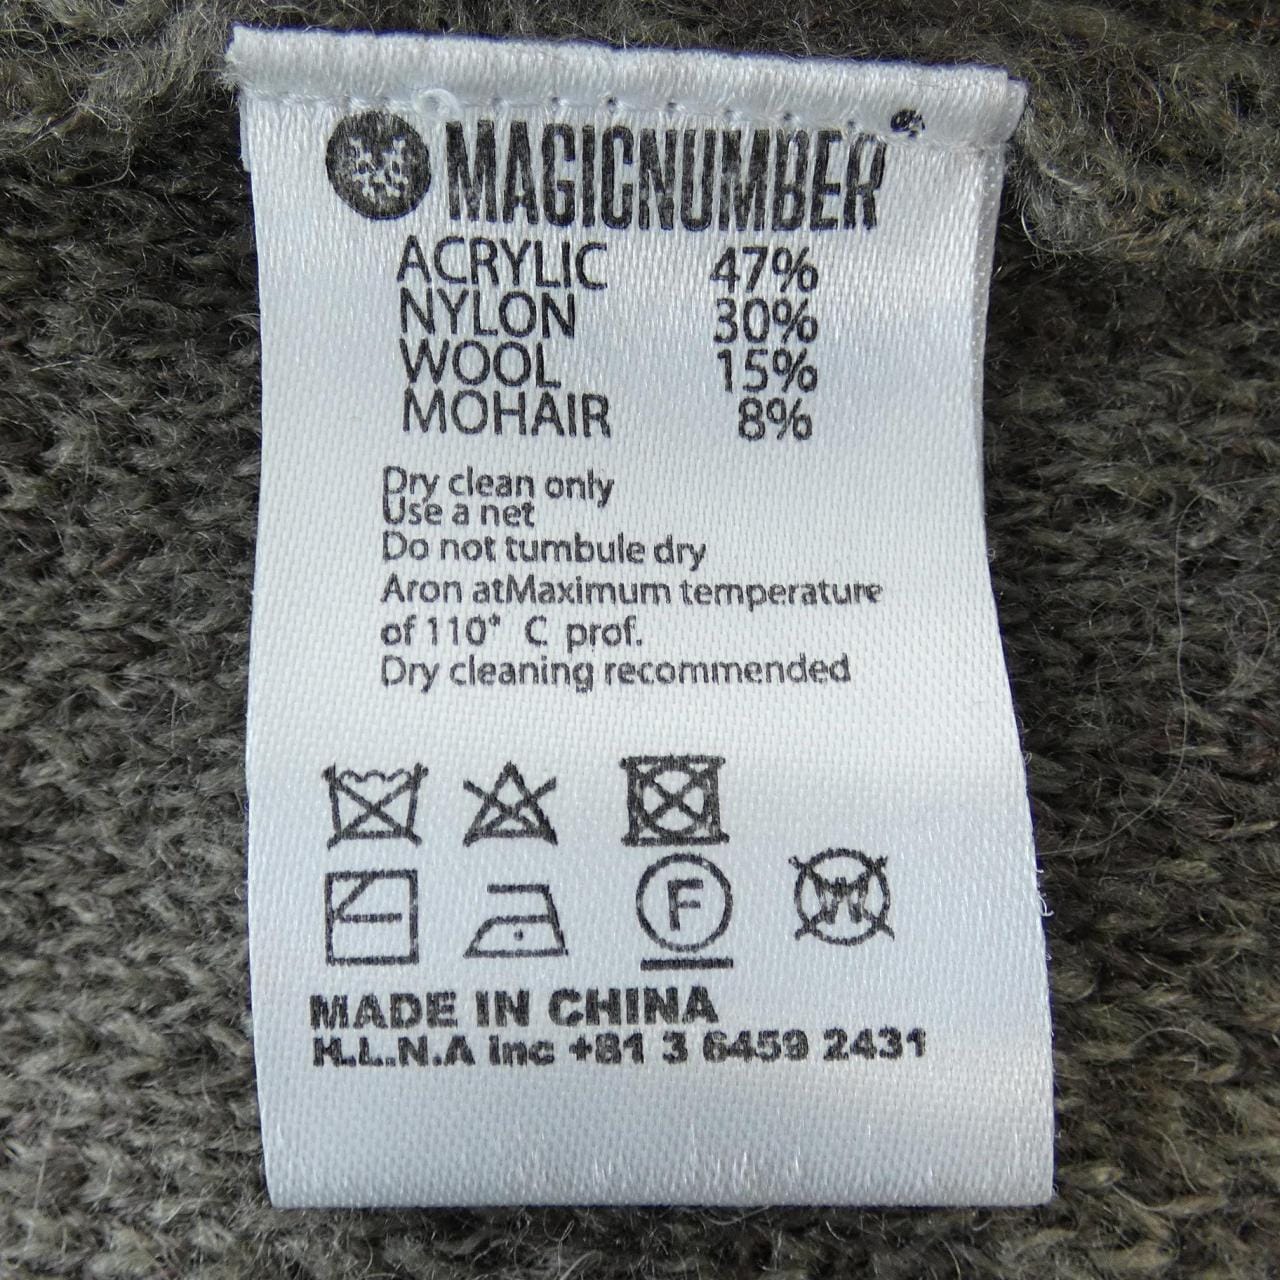 MAGICNUMBER
ACRYLIC 47%
NYLON 30%
WOOL 15%
MOHAIR 8%
Dry clean only
Use a net
Do not tumbule dry
Aron atMaximum temperature
of 110° C prof.
Dry cleaning recommended
F W
MADE IN CHINA
H.L.N.A Inc +81 3 6459 2431